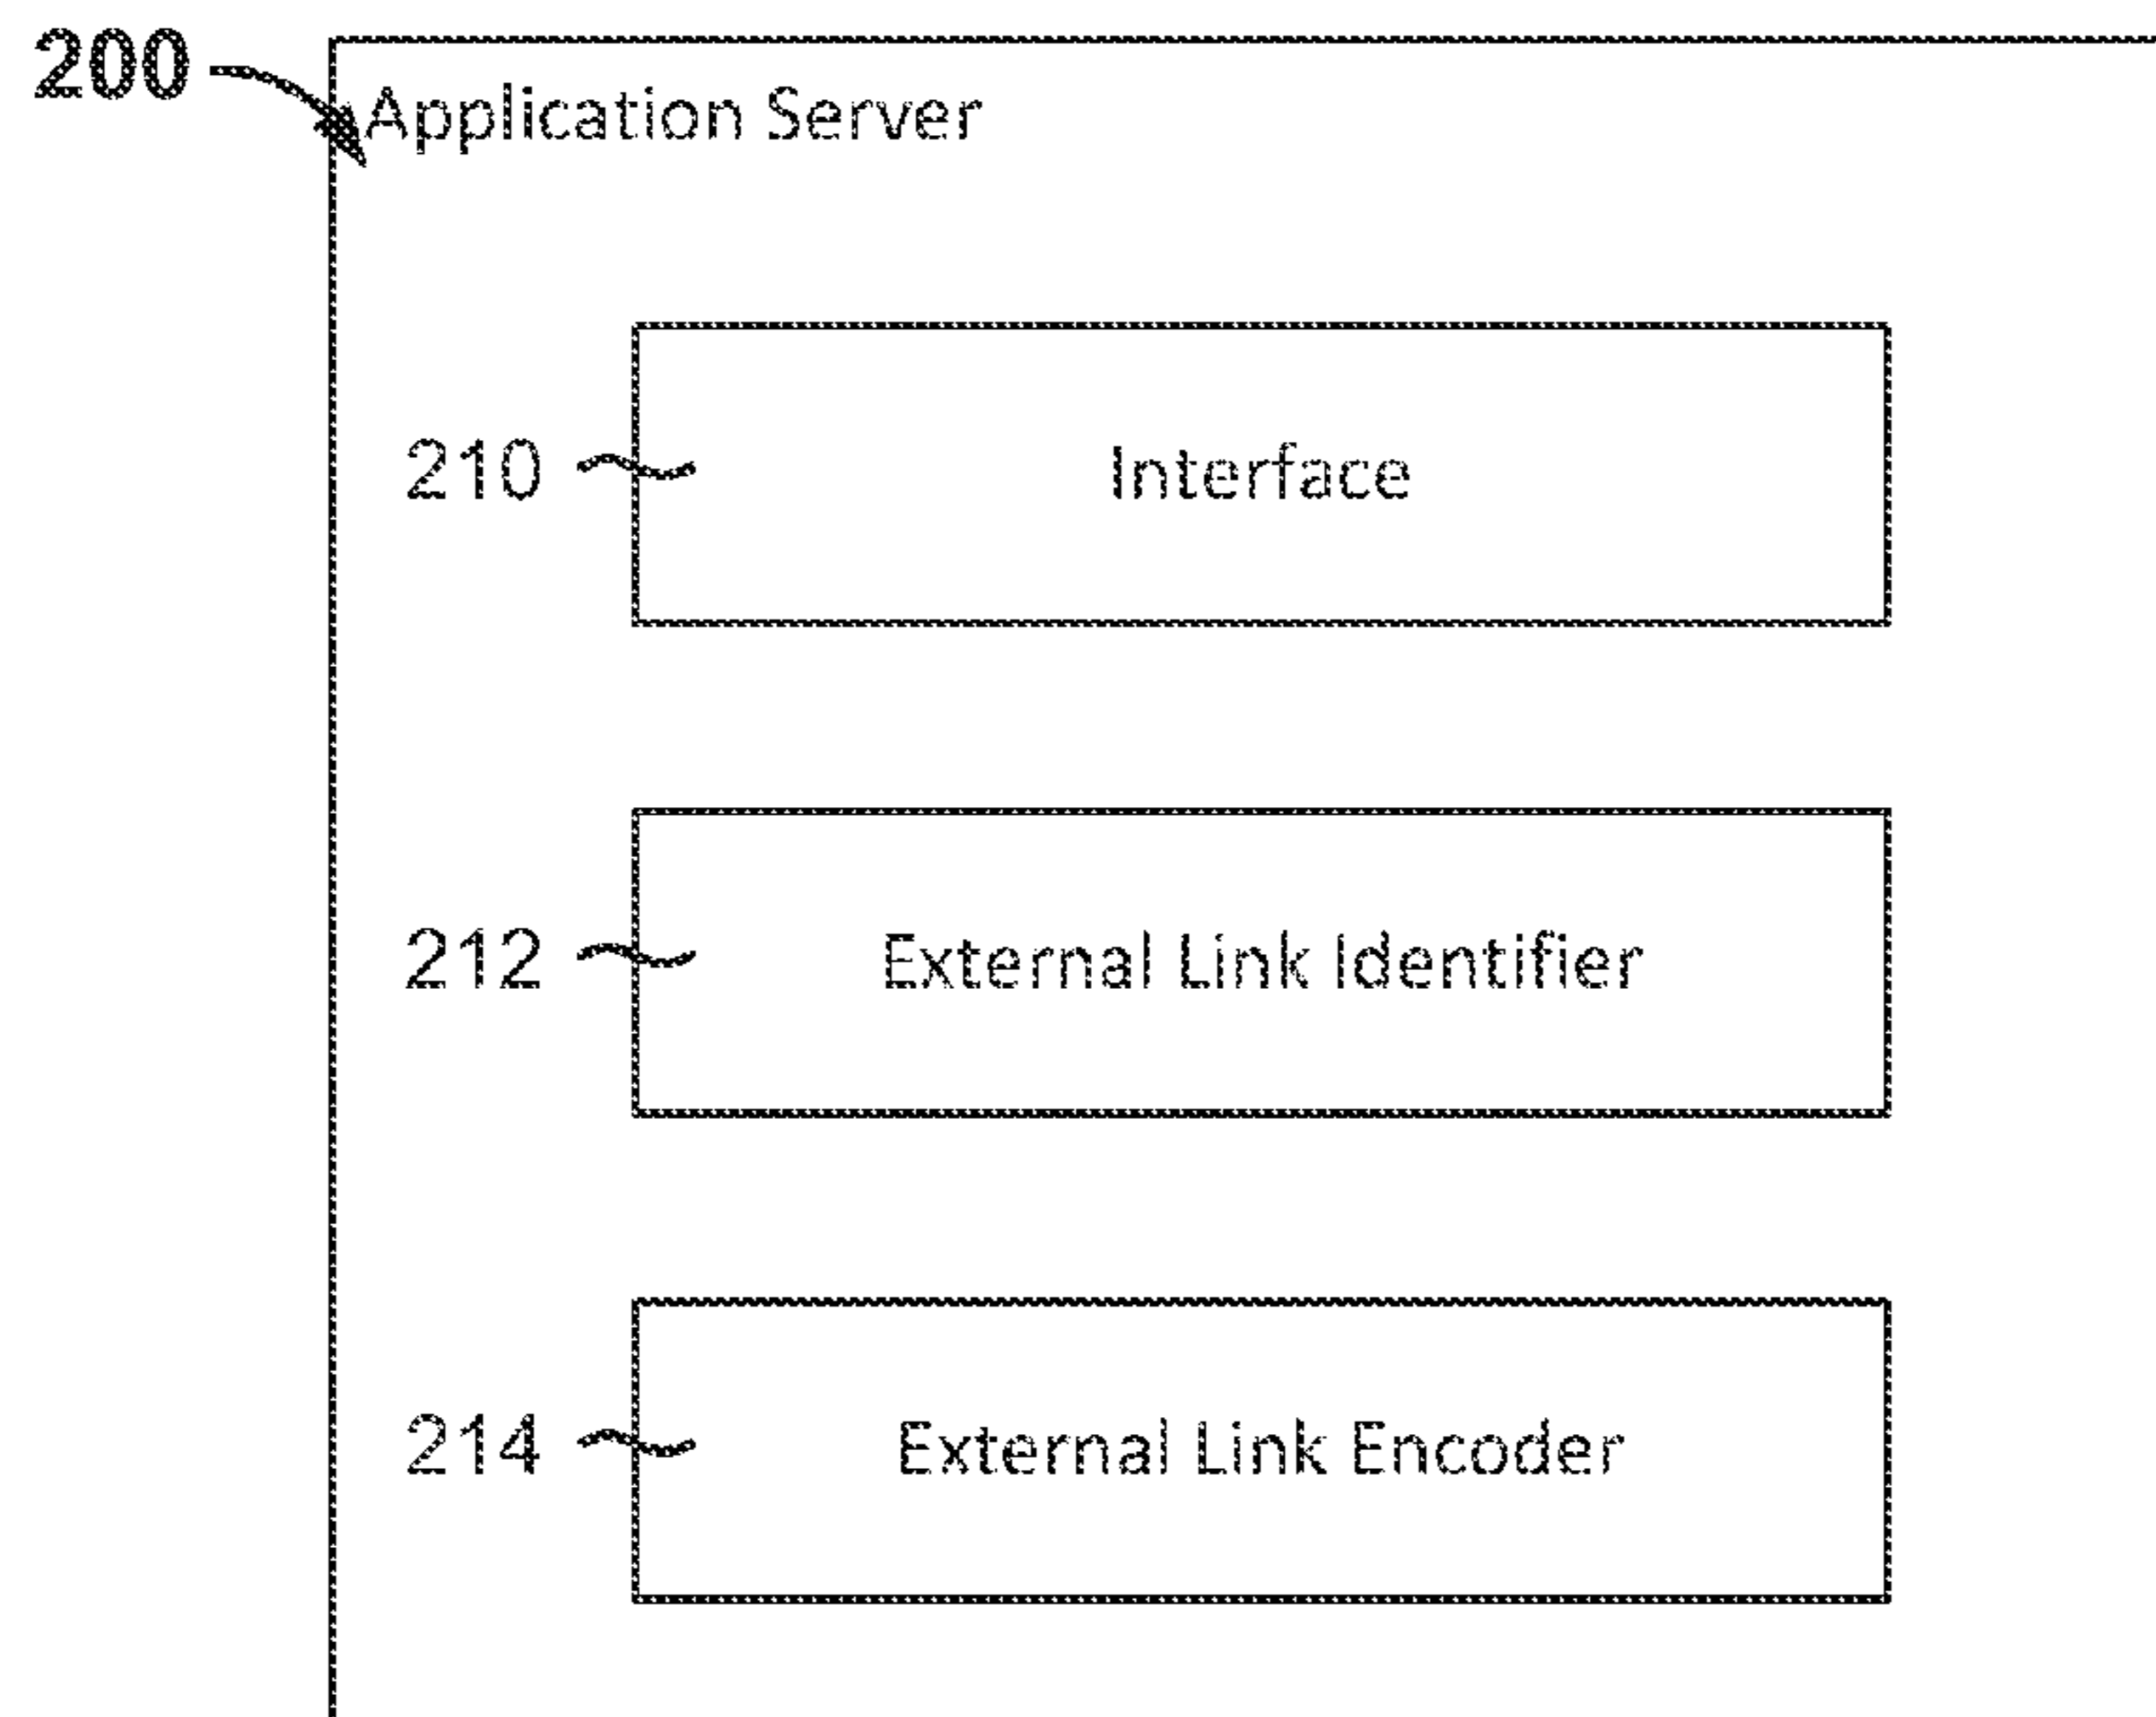 200
Application Server
210 Interface
212 External Link Identifier
214 External Link Encoder